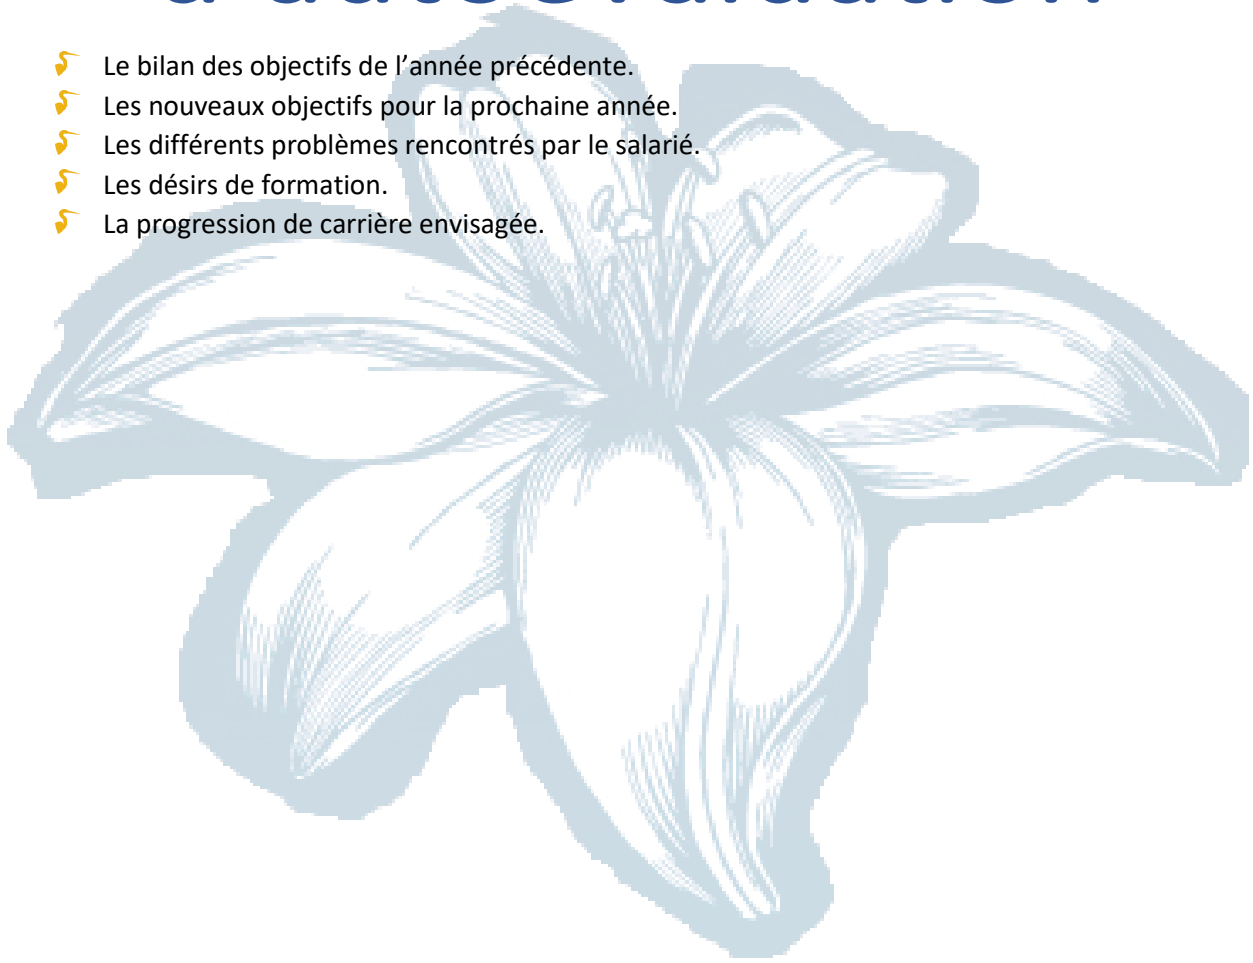 d'autoévaluation
Le bilan des objectifs de l’année précédente.
Les nouveaux objectifs pour la prochaine année.
Les différents problèmes rencontrés par le salarié.
Les désirs de formation.
La progression de carrière envisagée.